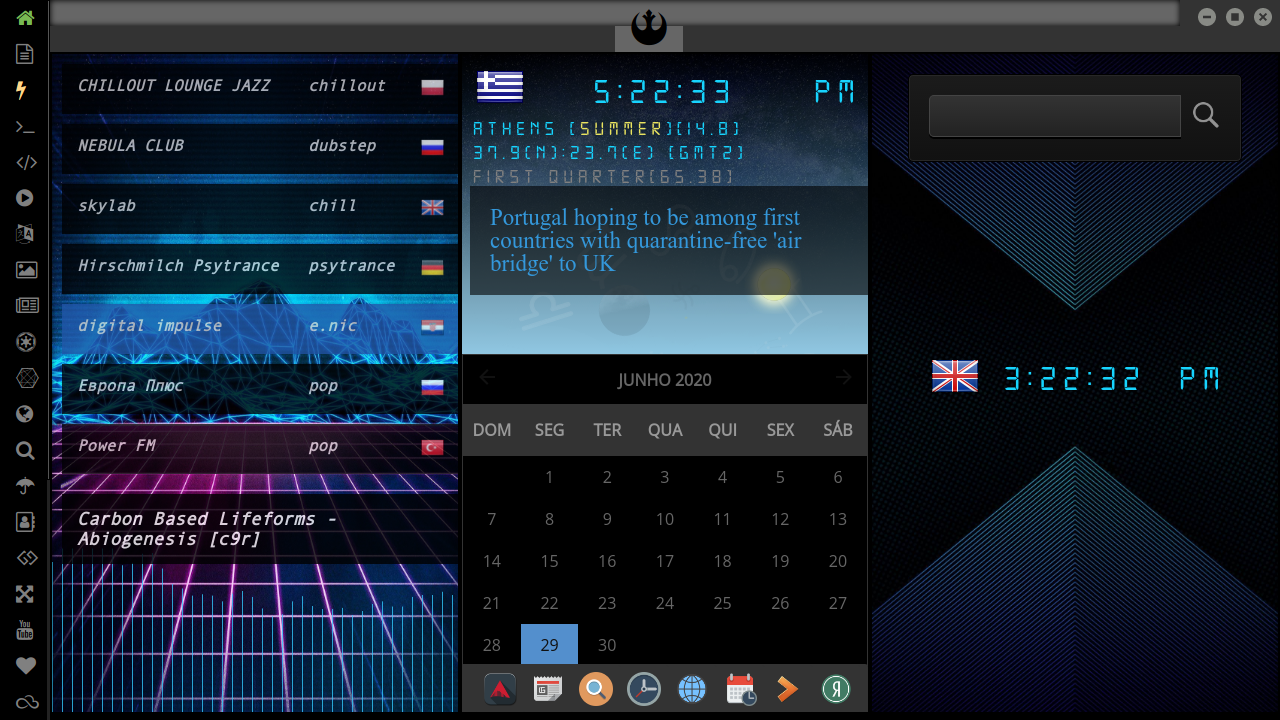 CHILLOUT LOUNGE JAZZ chillout
NEBULA CLUB dubstep
skylab chill
Hirschmilch Psytrance psytrance
digital impulse e.nic
Европа Плюс pop
Power FM pop
Carbon Based Lifeforms -
Abiogenesis [c9r]
5:22:33 PM
ATHENS [SUMMER][14.8]
37.9(N):23.7(E) [GMT2]
FIRST QUARTER[65.38]
Portugal hoping to be among first
countries with quarantine-free 'air
bridge' to UK
JUNHO 2020
DOM SEG TER QUA QUI SEX SÁB
1 2 3 4 5 6
7 8 9 10 11 12 13
14 15 16 17 18 19 20
21 22 23 24 25 26 27
28 29 30
3:22:32 PM
You
Tube
Я